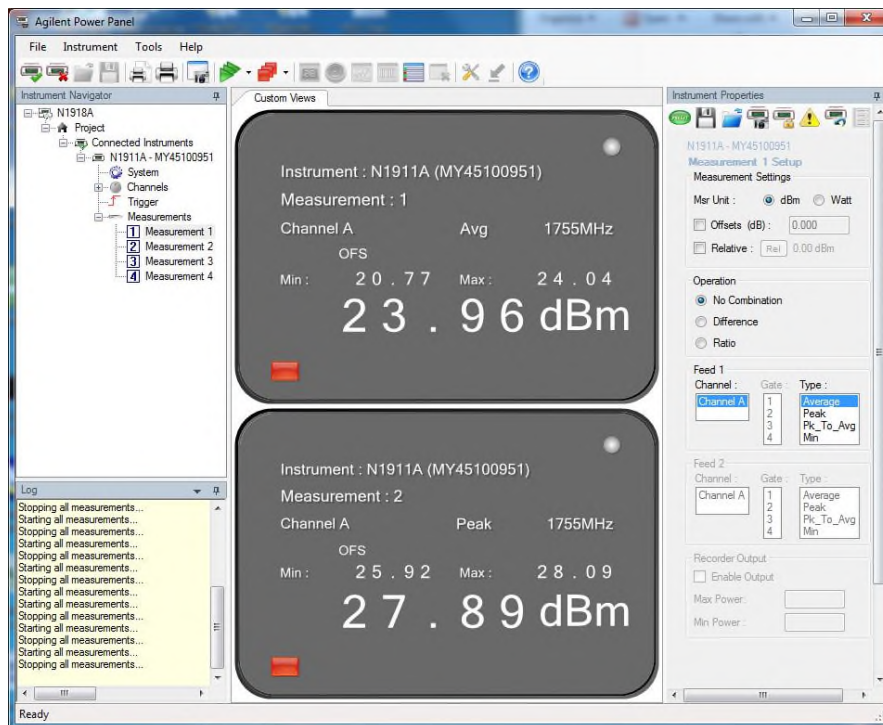 Agilent Power Panel
File Instrument Tools Help
Instrument Navigator
N1918A
Project
Connected Instruments
N1911A - MY45100951
System
Channels
Trigger
Measurements
1 Measurement 1
2 Measurement 2
3 Measurement 3
4 Measurement 4
Log
Stopping all measurements...
Starting all measurements...
Stopping all measurements...
Starting all measurements...
Stopping all measurements...
Starting all measurements...
Stopping all measurements...
Starting all measurements...
Stopping all measurements...
Starting all measurements...
Stopping all measurements...
Starting all measurements...
Stopping all measurements...
Custom Views
Instrument : N1911A (MY45100951)
Measurement : 1
Channel A Avg 1755MHz
OFS
Min : 20.77 Max : 24.04
23.96 dBm
Instrument : N1911A (MY45100951)
Measurement : 2
Channel A Peak 1755MHz
OFS
Min : 25.92 Max : 28.09
27.89 dBm
Instrument Properties
N1911A - MY45100951
Measurement 1 Setup
Measurement Settings
Msr Unit : dBm Watt
Offsets (dB) : 0.000
Relative : Rel 0.00 dBm
Operation
No Combination
Difference
Ratio
Feed 1
Channel : Gate : Type :
Channel A 1 Average
2 Peak
3 Pk_To_Avg
4 Min
Feed 2
Channel : Gate : Type :
Channel A 1 Average
2 Peak
3 Pk_To_Avg
4 Min
Recorder Output
Enable Output
Max Power:
Min Power :
Ready